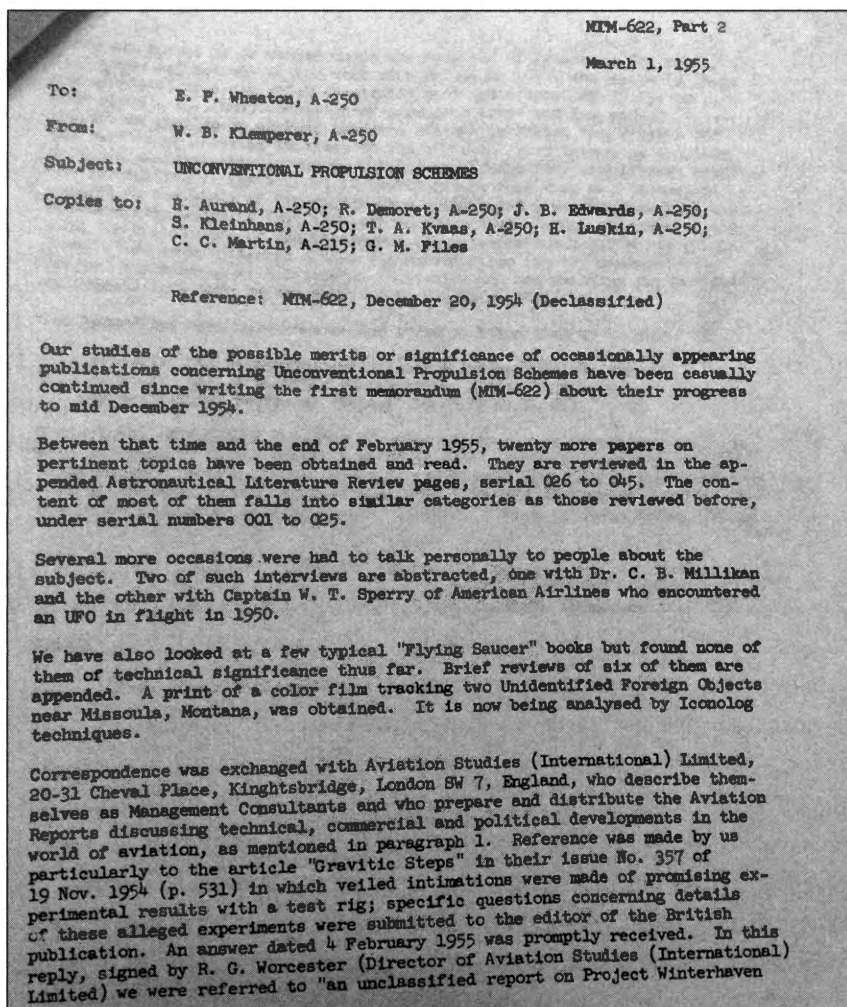 MTM-622, Part 2
March 1, 1955
To: E. F. Wheaton, A-250
From: W. B. Klemperer, A-250
Subject: UNCONVENTIONAL PROPULSION SCHEMES
Copies to: H. Aurand, A-250; R. Demoret; A-250; J. B. Edwards, A-250;
S. Kleinhans, A-250; T. A. Kvaas, A-250; H. Luskin, A-250;
C. C. Martin, A-215; G. M. Files
Reference: MTM-622, December 20, 1954 (Declassified)
Our studies of the possible merits or significance of occasionally appearing
publications concerning Unconventional Propulsion Schemes have been casually
continued since writing the first memorandum (MTM-622) about their progress
to mid December 1954.
Between that time and the end of February 1955, twenty more papers on
pertinent topics have been obtained and read. They are reviewed in the ap-
pended Astronautical Literature Review pages, serial 026 to 045. The con-
tent of most of them falls into similar categories as those reviewed before,
under serial numbers 001 to 025.
Several more occasions were had to talk personally to people about the
subject. Two of such interviews are abstracted, one with Dr. C. B. Millikan
and the other with Captain W. T. Sperry of American Airlines who encountered
an UFO in flight in 1950.
We have also looked at a few typical "Flying Saucer" books but found none of
them of technical significance thus far. Brief reviews of six of them are
appended. A print of a color film tracking two Unidentified Foreign Objects
near Missoula, Montana, was obtained. It is now being analysed by Iconolog
techniques.
Correspondence was exchanged with Aviation Studies (International) Limited,
20-31 Cheval Place, Kinghtsbridge, London SW 7, England, who describe them-
selves as Management Consultants and who prepare and distribute the Aviation
Reports discussing technical, commercial and political developments in the
world of aviation, as mentioned in paragraph 1. Reference was made by us
particularly to the article "Gravitic Steps" in their issue No. 357 of
19 Nov. 1954 (p. 531) in which veiled intimations were made of promising ex-
perimental results with a test rig; specific questions concerning details
of these alleged experiments were submitted to the editor of the British
publication. An answer dated 4 February 1955 was promptly received. In this
reply, signed by R. G. Worcester (Director of Aviation Studies (International)
Limited) we were referred to "an unclassified report on Project Winterhaven